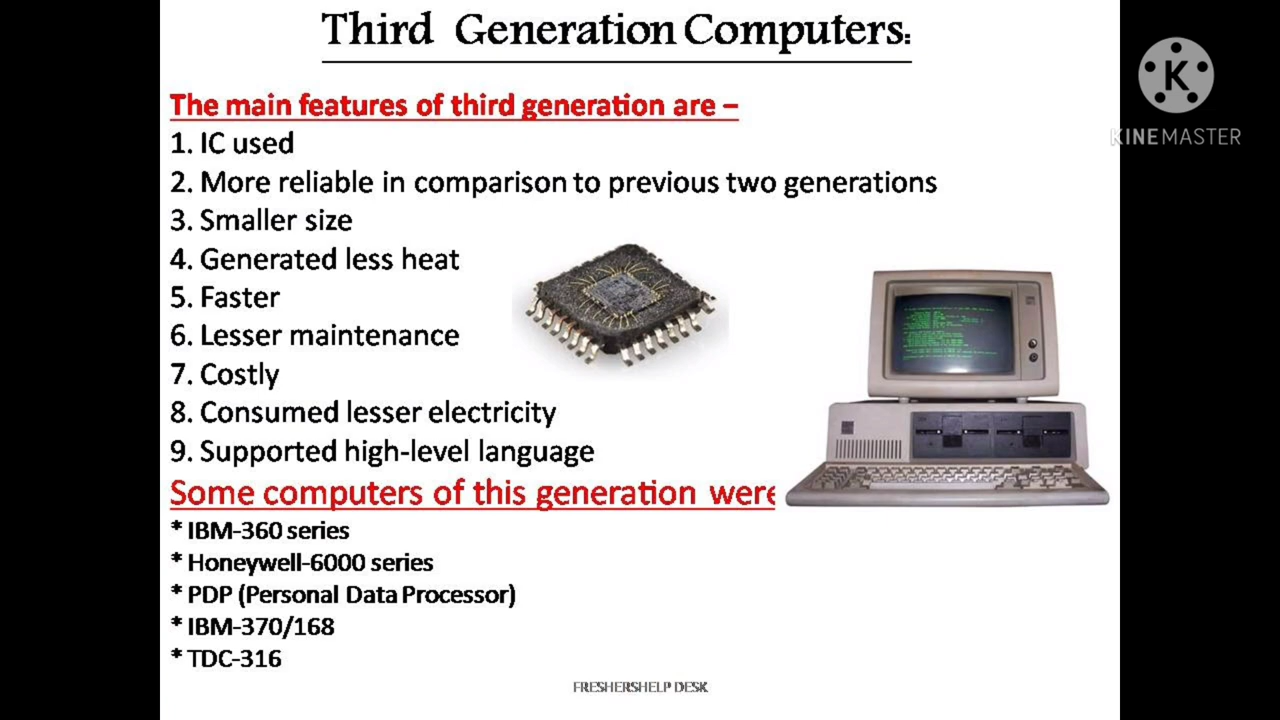 Third Generation Computers:
The main features of third generation are –
1. IC used
2. More reliable in comparison to previous two generations
3. Smaller size
4. Generated less heat
5. Faster
6. Lesser maintenance
7. Costly
8. Consumed lesser electricity
9. Supported high-level language
Some computers of this generation were
* IBM-360 series
* Honeywell-6000 series
* PDP (Personal Data Processor)
* IBM-370/168
* TDC-316
FRESHERSHELP DESK
K
KINEMASTER